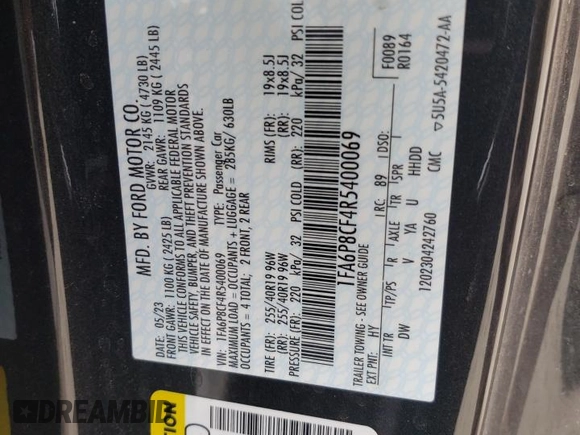 MFD. BY FORD MOTOR CO.
DATE: 05/23 GVWR: 2145 KG ( 4730 LB)
FRONT GAWR: 1100 KG ( 2425 LB) REAR GAWR: 1109 KG ( 2445 LB)
THIS VEHICLE CONFORMS TO ALL APPLICABLE FEDERAL MOTOR
VEHICLE SAFETY, BUMPER, AND THEFT PREVENTION STANDARDS
IN EFFECT ON THE DATE OF MANUFACTURE SHOWN ABOVE.
VIN: 1FA6P8CF4R5400069 TYPE: Passenger Car
MAXIMUM LOAD = OCCUPANTS + LUGGAGE = 285KG/ 630LB
OCCUPANTS = 4 TOTAL; 2 FRONT, 2 REAR
TIRE (FR): 255/40R19 96W RIMS (FR): 19x8.5J
(RR): 255/40R19 96W (RR): 19x8.5J
PRESSURE (FR): 220 kPa/ 32 PSI COLD (RR): 220 kPa/ 32 PSI COLD
1FA6P8CF4R5400069
TRAILER TOWING - SEE OWNER GUIDE
F0089
R0164
EXT PNT: HY RC: 89 DSO:
INT TR TP/PS R AXLE TR SPR
DW V YA U HHDD
1202304242760 CMC ▽5U5A-5420472-AA
DREAMBID